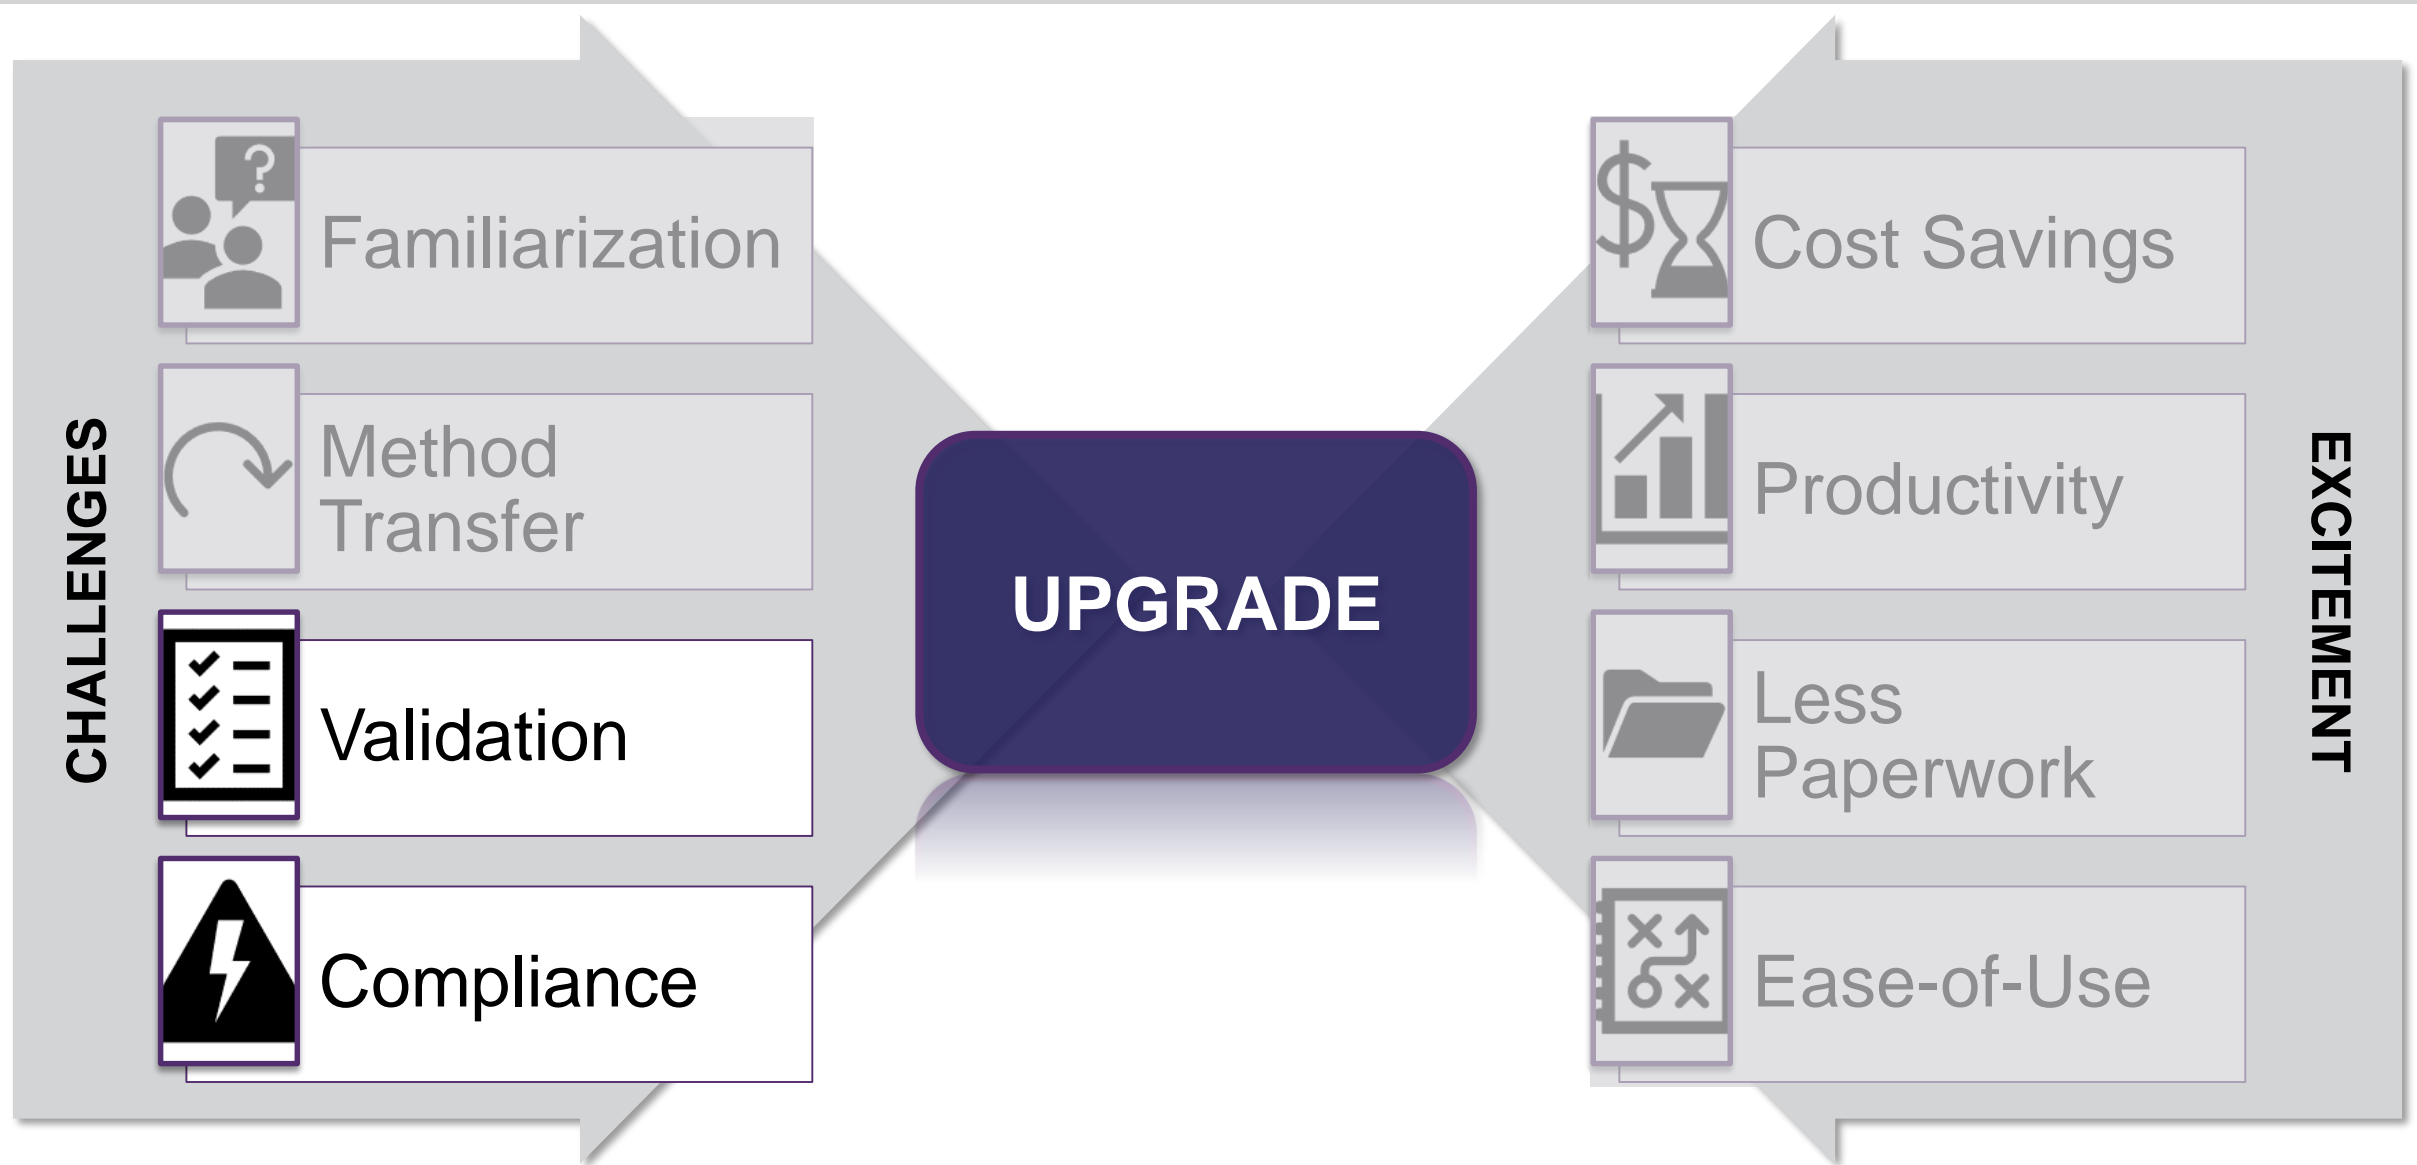 CHALLENGES
?
Familiarization
Method
Transfer
Validation
Compliance
UPGRADE
$
Cost Savings
Productivity
Less
Paperwork
Ease-of-Use
EXCITEMENT